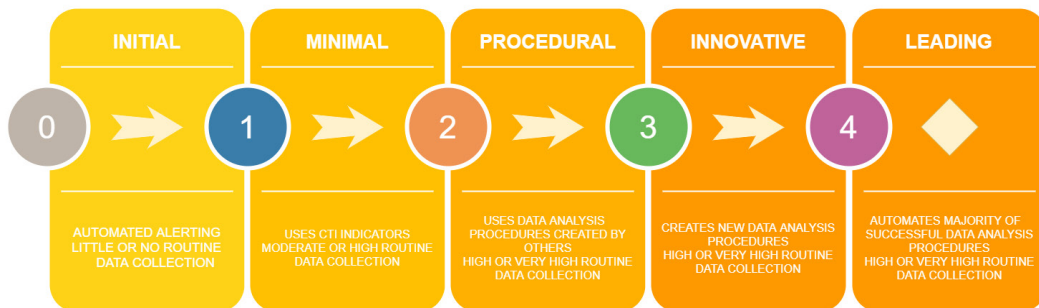 INITIAL
MINIMAL
PROCEDURAL
INNOVATIVE
LEADING
0
1
2
3
4
AUTOMATED ALERTING
LITTLE OR NO ROUTINE
DATA COLLECTION
USES CTI INDICATORS
MODERATE OR HIGH ROUTINE
DATA COLLECTION
USES DATA ANALYSIS
PROCEDURES CREATED BY
OTHERS
HIGH OR VERY HIGH ROUTINE
DATA COLLECTION
CREATES NEW DATA ANALYSIS
PROCEDURES
HIGH OR VERY HIGH ROUTINE
DATA COLLECTION
AUTOMATES MAJORITY OF
SUCCESSFUL DATA ANALYSIS
PROCEDURES
HIGH OR VERY HIGH ROUTINE
DATA COLLECTION